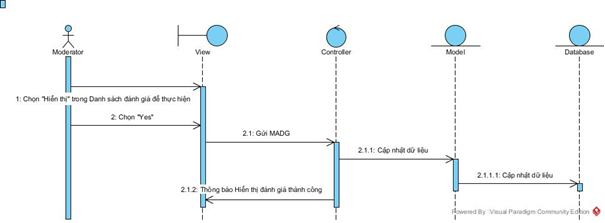 Moderator
View
Controller
Model
Database
1: Chọn "Hiển thị" trong Danh sách đánh giá để thực hiện
2: Chọn "Yes"
2.1: Gửi MADG
2.1.1: Cập nhật dữ liệu
2.1.1.1: Cập nhật dữ liệu
2.1.2: Thông báo Hiển thị đánh giá thành công
Powered By Visual Paradigm Community Edition